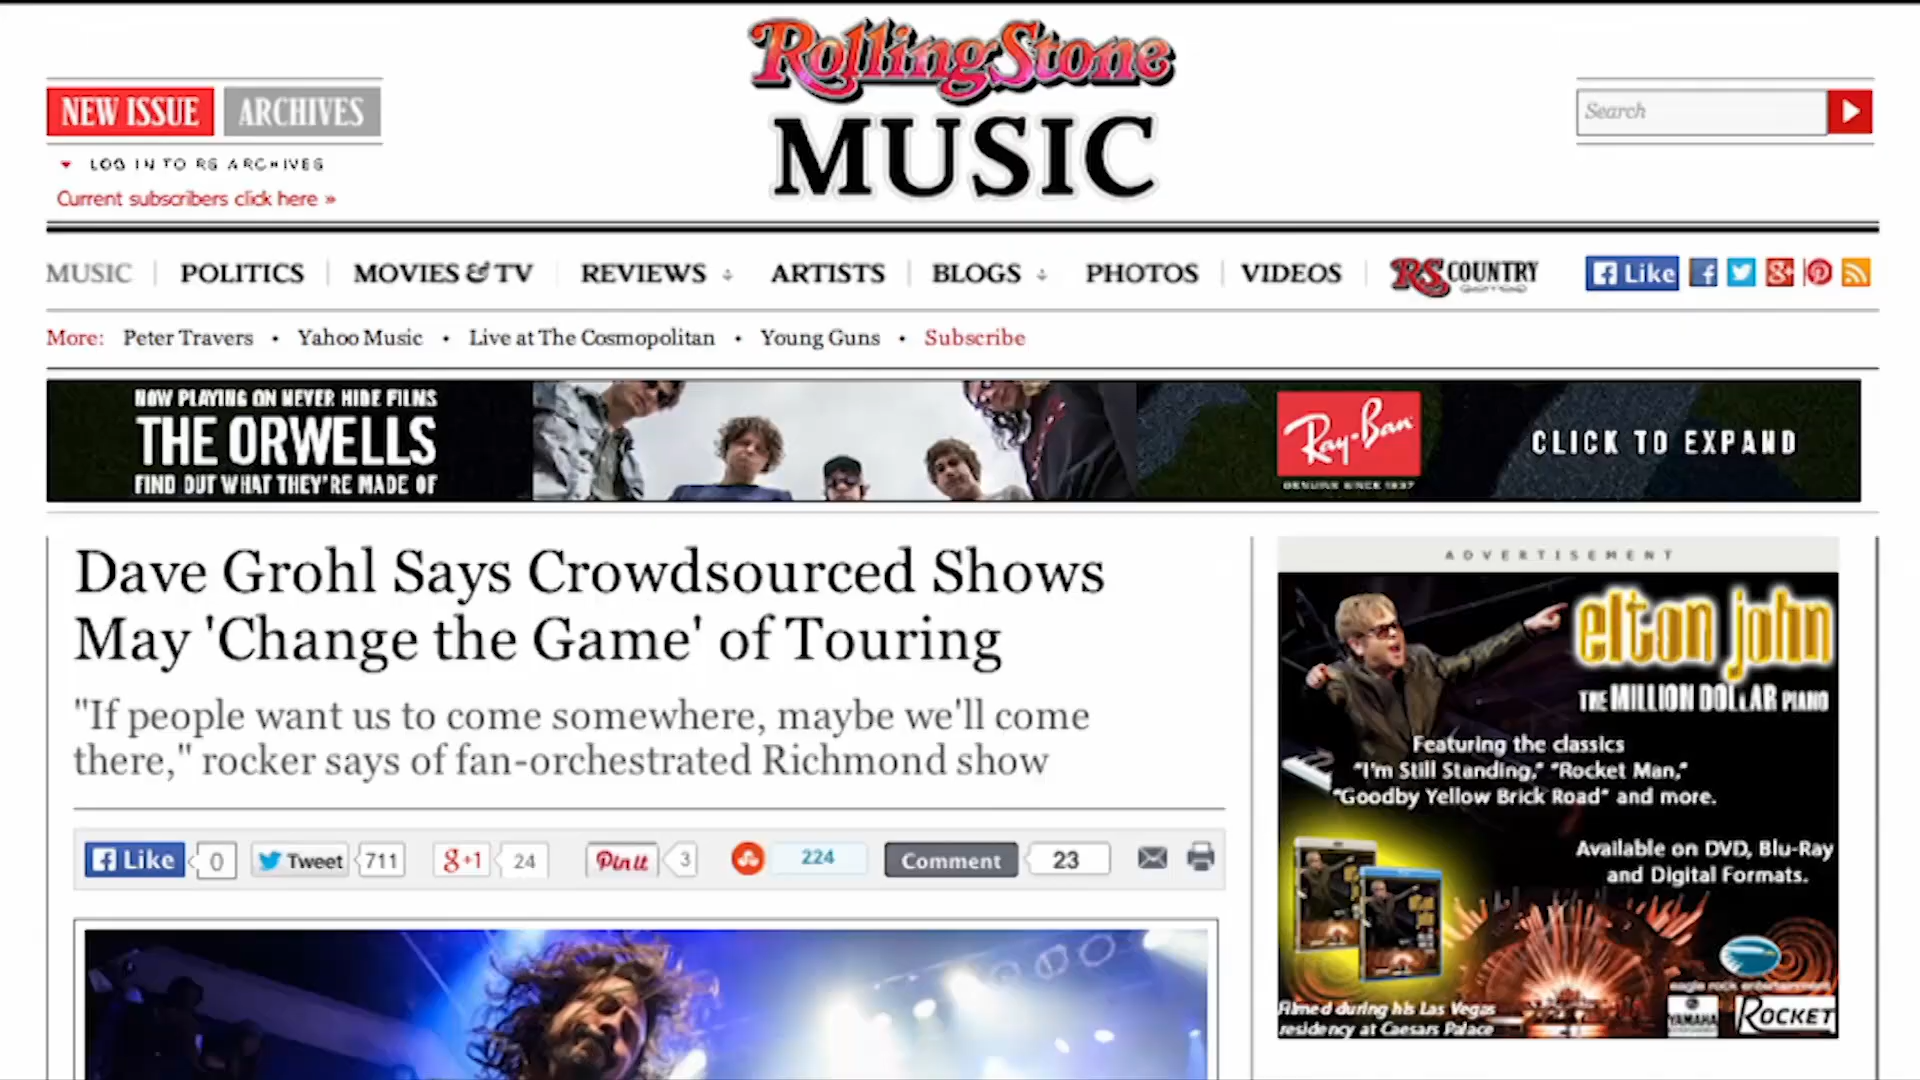 Rolling Stone
MUSIC
NEW ISSUE ARCHIVES
LOG IN TO RS ARCHIVES
Current subscribers click here »
Search
MUSIC POLITICS MOVIES & TV REVIEWS ARTISTS BLOGS PHOTOS VIDEOS RS COUNTRY Like
More: Peter Travers • Yahoo Music • Live at The Cosmopolitan • Young Guns • Subscribe
NOW PLAYING ON NEVER HIDE FILMS
THE ORWELLS
FIND OUT WHAT THEY'RE MADE OF
Ray-Ban
GENUINE SINCE 1937
CLICK TO EXPAND
Dave Grohl Says Crowdsourced Shows
May 'Change the Game' of Touring
"If people want us to come somewhere, maybe we'll come
there," rocker says of fan-orchestrated Richmond show
Like 0 Tweet 711 g+1 24 Pin it 3 224 Comment 23
ADVERTISEMENT
elton john
THE MILLION DOLLAR PIANO
Featuring the classics
"I'm Still Standing," "Rocket Man,"
"Goodby Yellow Brick Road" and more.
Available on DVD, Blu-Ray
and Digital Formats.
eagle rock entertainment
Filmed during his Las Vegas
residency at Caesars Palace
YAMAHA
ROCKET